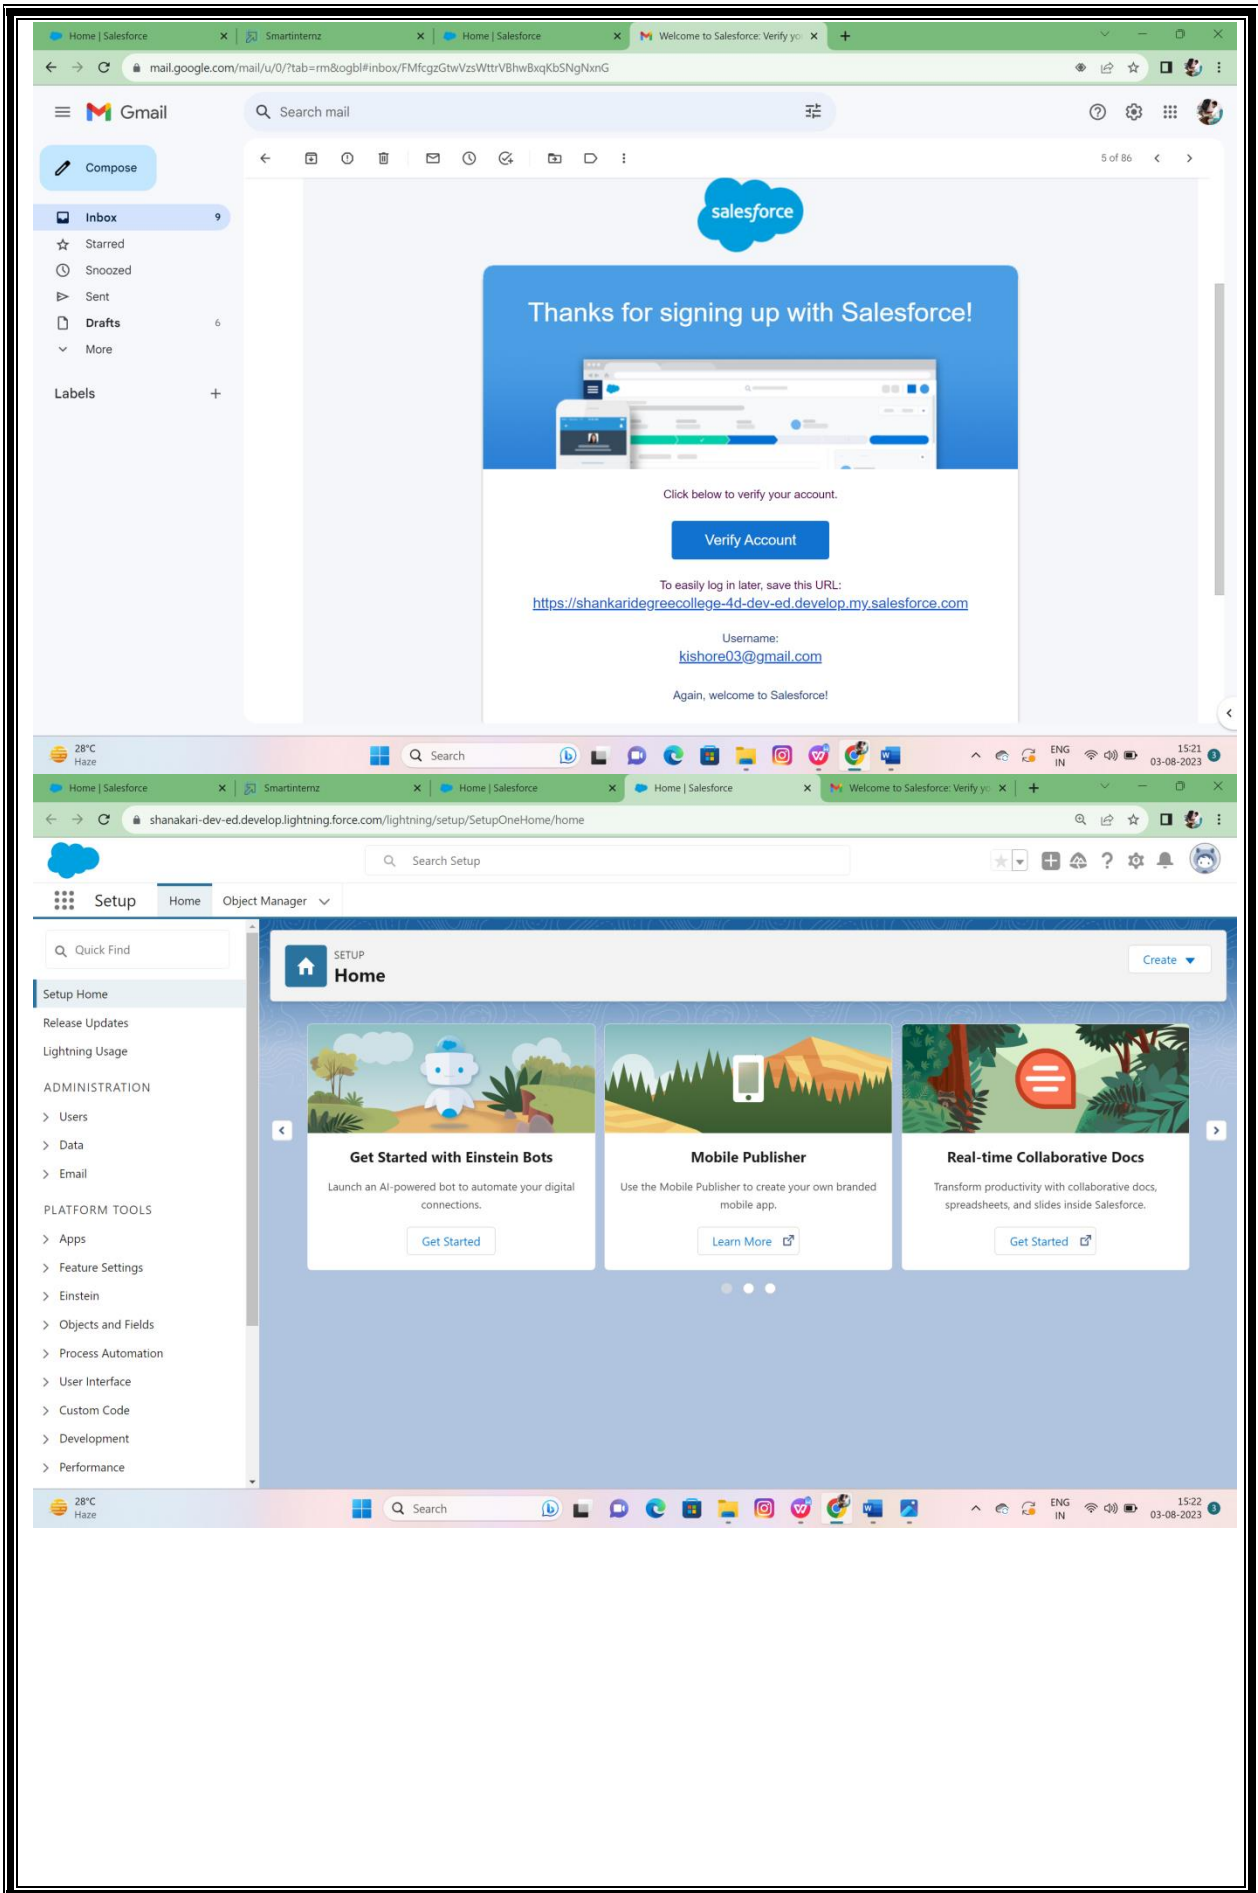 Home | Salesforce
Smartinternz
Home | Salesforce
Welcome to Salesforce: Verify yo
mail.google.com/mail/u/0/?tab=rm&ogbl#inbox/FMfcgzGtwVzsWttrVBhwBxqKbSNgNxnG
Gmail
Search mail
Compose
5 of 86
Inbox 9
Starred
Snoozed
Sent
Drafts 6
More
Labels
salesforce
Thanks for signing up with Salesforce!
Click below to verify your account.
Verify Account
To easily log in later, save this URL:
https://shankaridegreecollege-4d-dev-ed.develop.my.salesforce.com
Username:
kishore03@gmail.com
Again, welcome to Salesforce!
28°C
Haze
Search
ENG
IN
15:21
03-08-2023
3
Home | Salesforce
Smartinternz
Home | Salesforce
Home | Salesforce
Welcome to Salesforce: Verify yo
shanakari-dev-ed.develop.lightning.force.com/lightning/setup/SetupOneHome/home
Search Setup
Setup
Home
Object Manager
Quick Find
Setup Home
Release Updates
Lightning Usage
ADMINISTRATION
Users
Data
Email
PLATFORM TOOLS
Apps
Feature Settings
Einstein
Objects and Fields
Process Automation
User Interface
Custom Code
Development
Performance
SETUP
Home
Create
Get Started with Einstein Bots
Launch an AI-powered bot to automate your digital
connections.
Get Started
Mobile Publisher
Use the Mobile Publisher to create your own branded
mobile app.
Learn More
Real-time Collaborative Docs
Transform productivity with collaborative docs,
spreadsheets, and slides inside Salesforce.
Get Started
28°C
Haze
Search
ENG
IN
15:22
03-08-2023
3